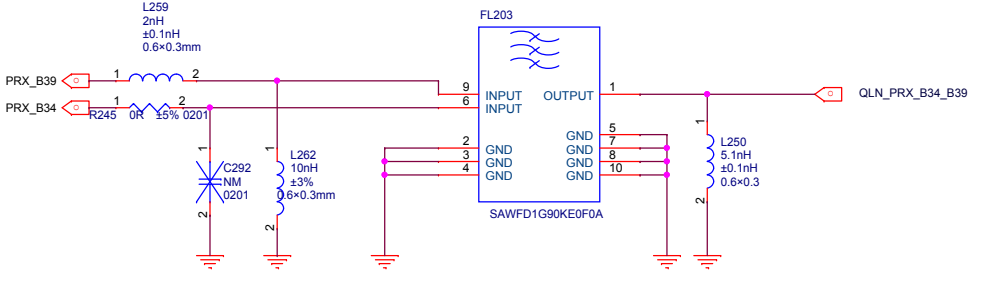 L259
2nH
±0.1nH
0.6×0.3mm
FL203
PRX_B39
1
2
PRX_B34
1
2
R245 0R ±5% 0201
9 INPUT
6 INPUT
OUTPUT 1
QLN_PRX_B34_B39
2 GND
3 GND
4 GND
GND 5
GND 7
GND 8
GND 10
SAWFD1G90KE0F0A
1
C292
NM
0201
2
1
L262
10nH
±3%
0.6×0.3mm
2
1
L250
5.1nH
±0.1nH
0.6×0.3
2